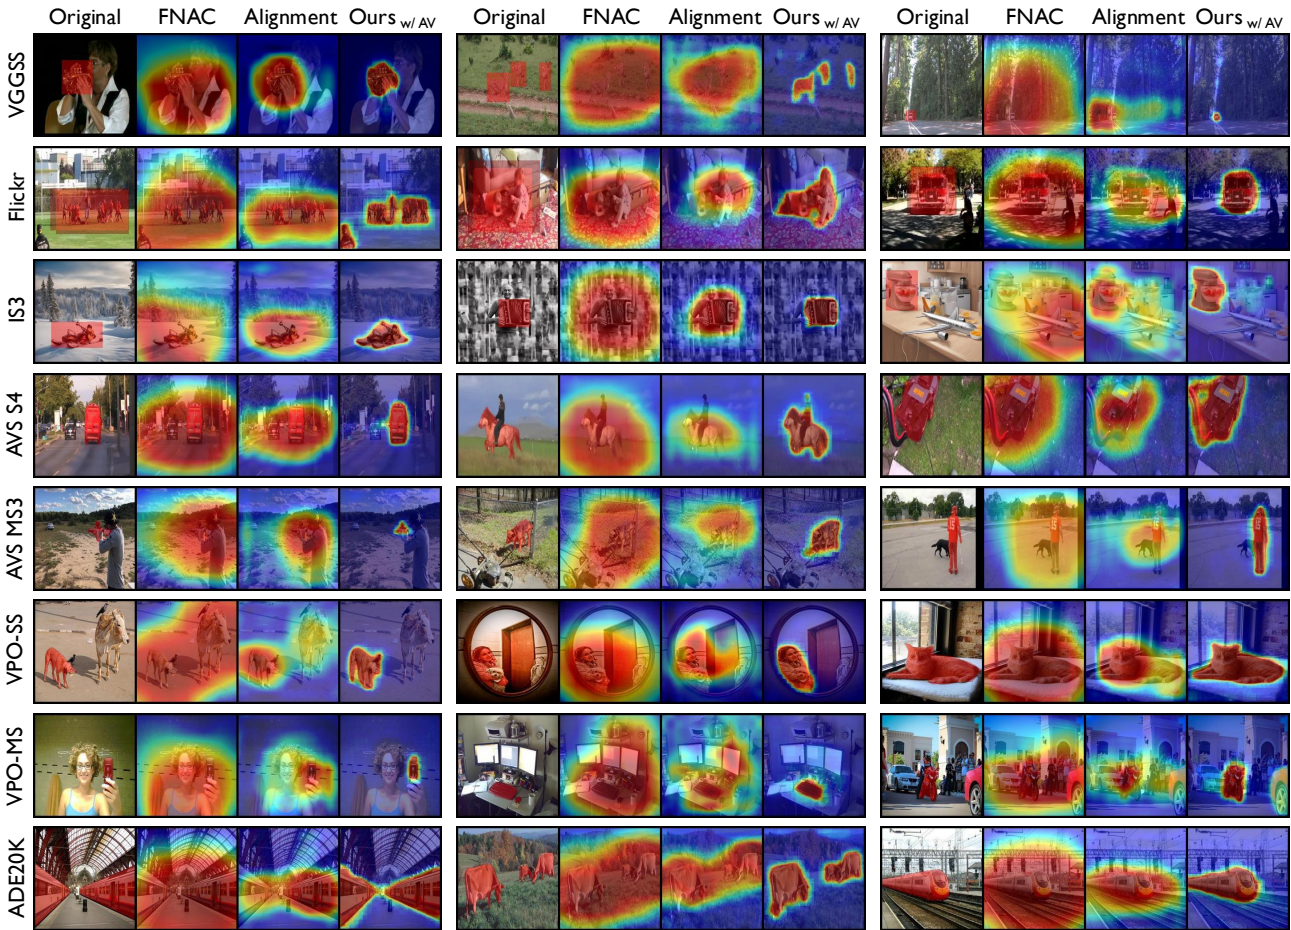 Original FNAC Alignment Ours w/ AV Original FNAC Alignment Ours w/ AV Original FNAC Alignment Ours w/ AV
VGGSS
Flickr
IS3
AVS S4
AVS MS3
VPO-SS
VPO-MS
ADE20K